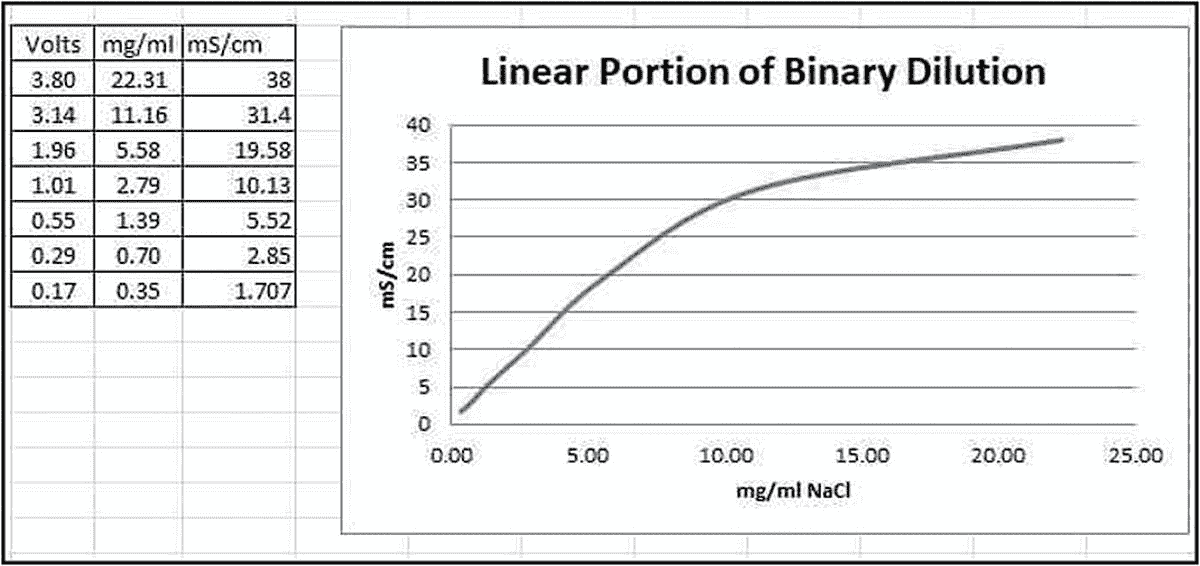 Volts mg/ml mS/cm
3.80 22.31 38
3.14 11.16 31.4
1.96 5.58 19.58
1.01 2.79 10.13
0.55 1.39 5.52
0.29 0.70 2.85
0.17 0.35 1.707
Linear Portion of Binary Dilution
40
35
30
25
20
15
10
5
0
mS/cm
0.00 5.00 10.00 15.00 20.00 25.00
mg/ml NaCl